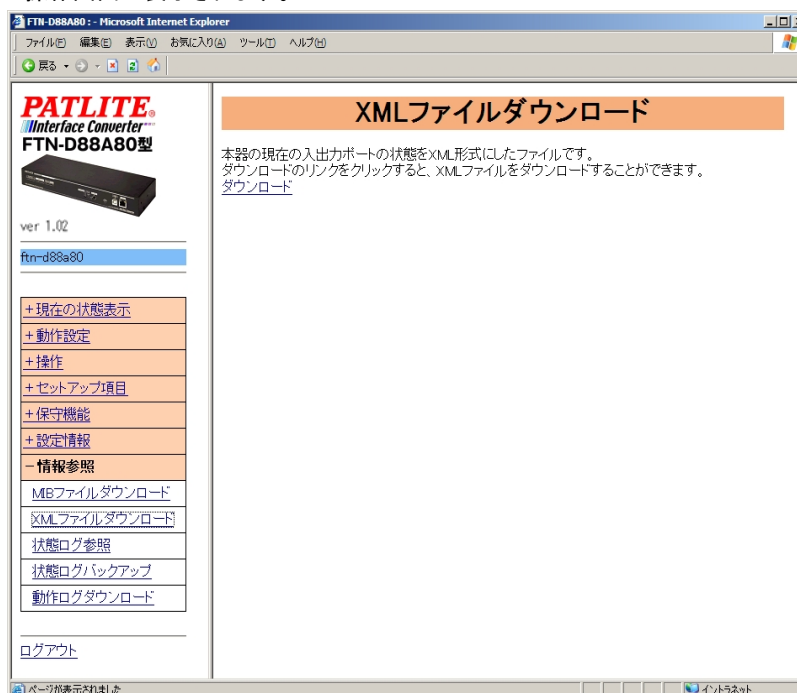 FTN-D88A80 : - Microsoft Internet Explorer
ファイル(F) 編集(E) 表示(V) お気に入り(A) ツール(T) ヘルプ(H)
戻る
PATLITE®
Interface Converter
FTN-D88A80型
ver 1.02
ftn-d88a80
+現在の状態表示
+動作設定
+操作
+セットアップ項目
+保守機能
+設定情報
-情報参照
MIBファイルダウンロード
XMLファイルダウンロード
状態ログ参照
状態ログバックアップ
動作ログダウンロード
ログアウト
XMLファイルダウンロード
本器の現在の入出力ポートの状態をXML形式にしたファイルです。
ダウンロードのリンクをクリックすると、XMLファイルをダウンロードすることができます。
ダウンロード
ページが表示されました
イントラネット